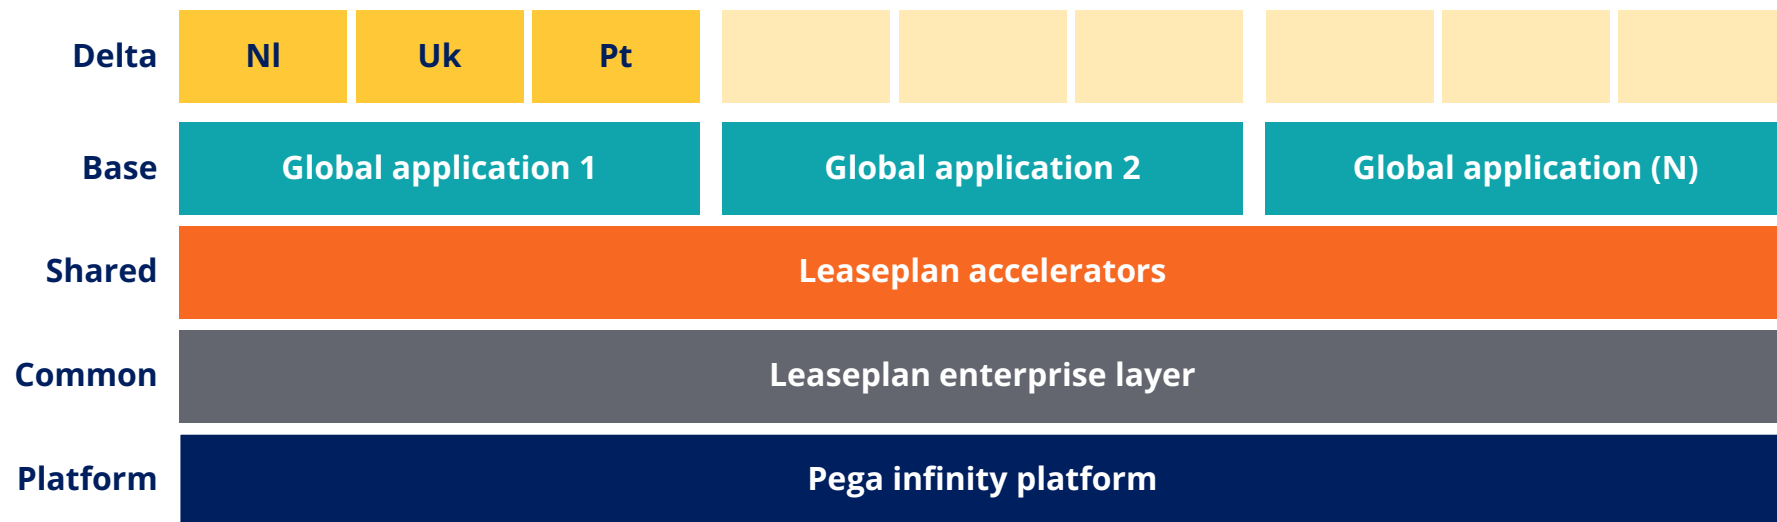 Delta Nl Uk Pt
Base Global application 1 Global application 2 Global application (N)
Shared Leaseplan accelerators
Common Leaseplan enterprise layer
Platform Pega infinity platform